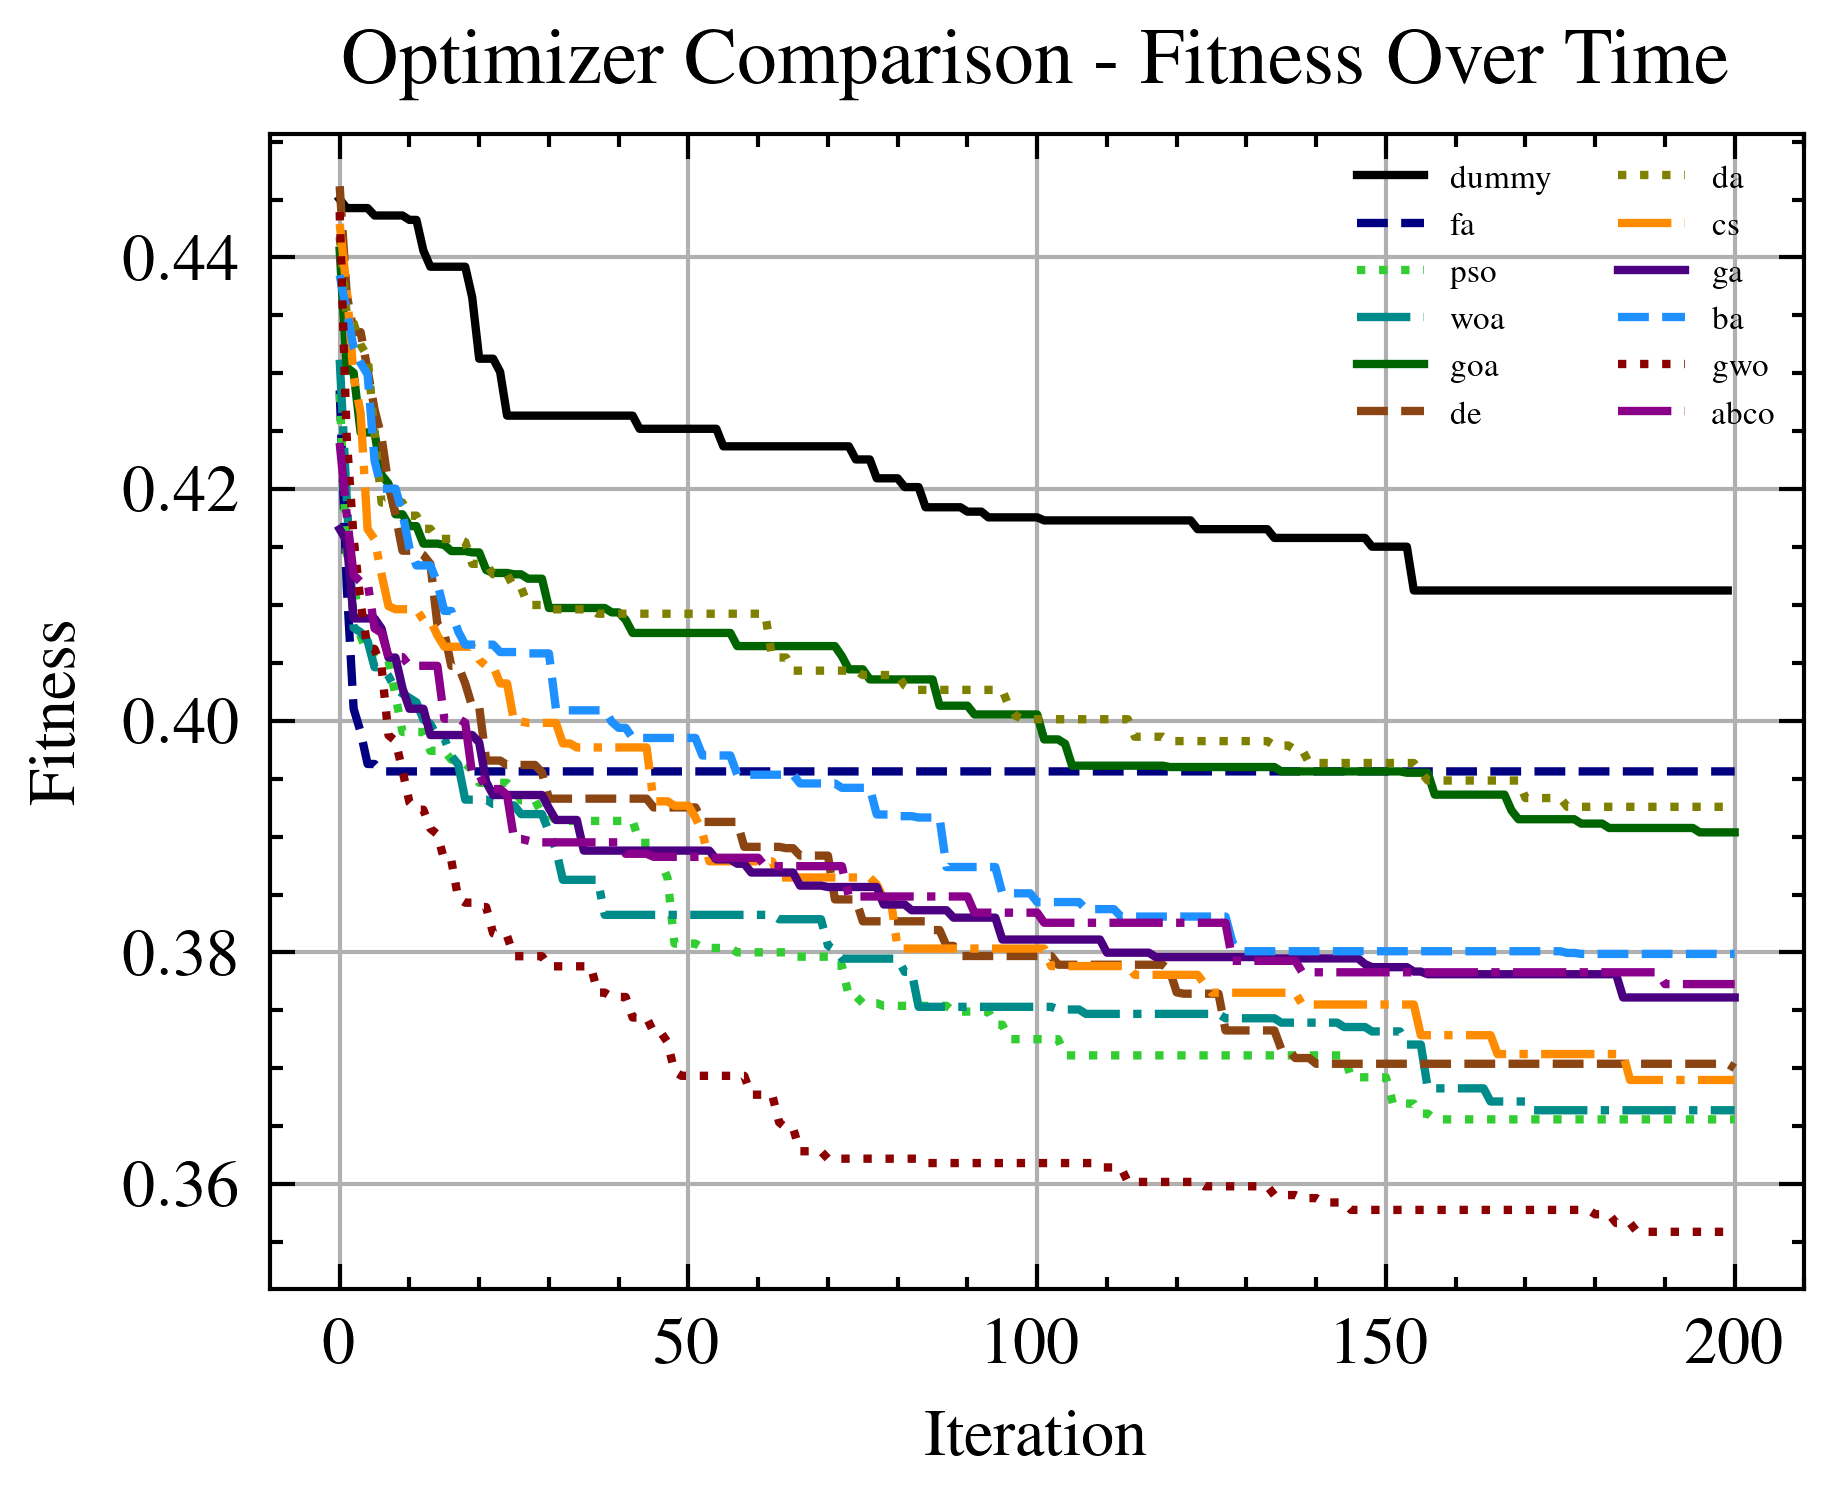 Optimizer Comparison - Fitness Over Time
dummy
fa
pso
woa
goa
de
da
cs
ga
ba
gwo
abco
0.44
0.42
0.40
0.38
0.36
Fitness
0
50
100
150
200
Iteration